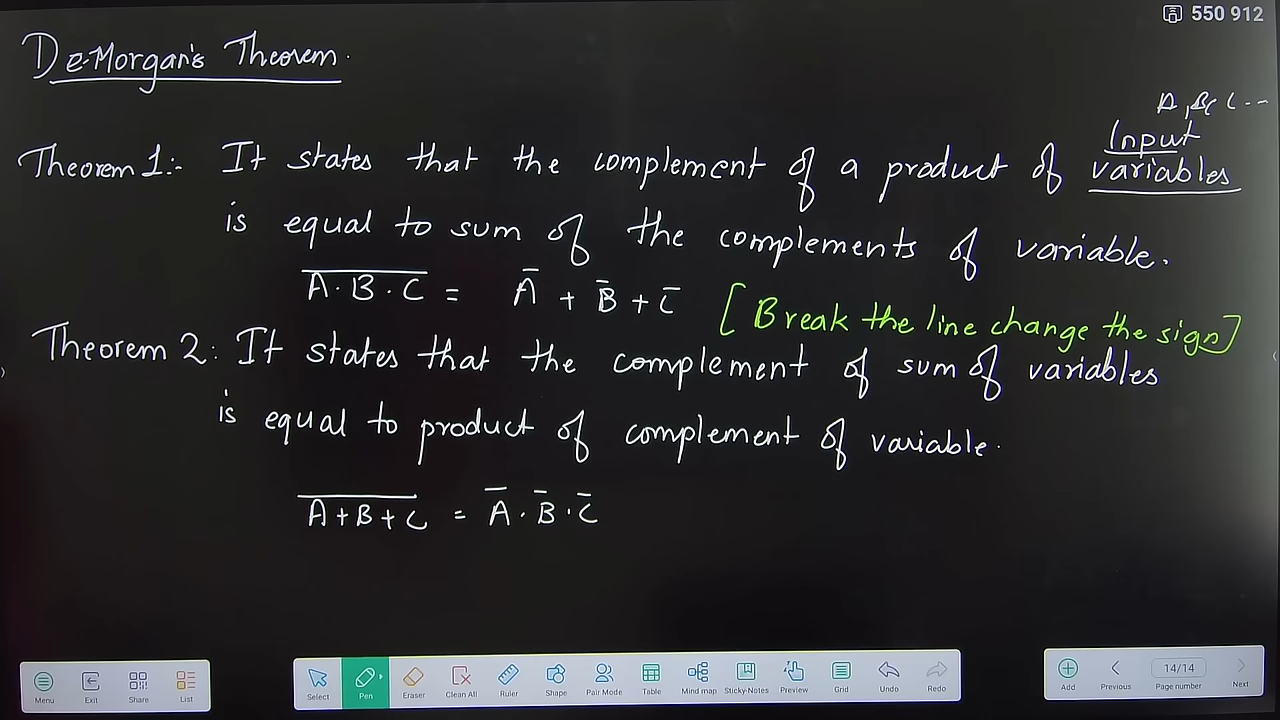 550 912
De-Morgan's Theorem.
A, B, C ---
Input
Theorem 1:- It states that the complement of a product of variables
is equal to sum of the complements of variable.
A̅ ̅·̅ ̅B̅ ̅·̅ ̅C̅ = A̅ + B̅ + C̅ [Break the line change the sign]
Theorem 2: It states that the complement of sum of variables
is equal to product of complement of variable.
A̅+̅B̅+̅C̅ = A̅ · B̅ · C̅
Menu Exit Share List Select Pen Eraser Clean All Ruler Shape Pair Mode Table Mind map Sticky-Notes Preview Grid Undo Redo Add Previous 14/14 Page number Next